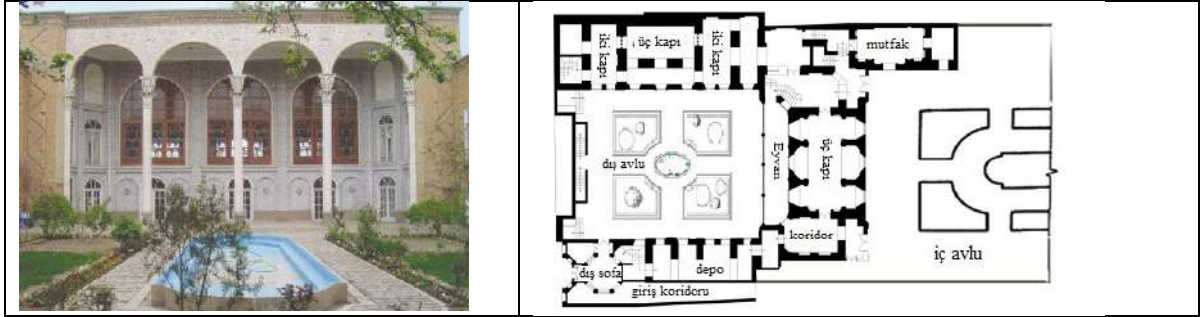 iki kapı
üç kapı
iki kapı
mutfak
dış avlu
Eyvan
üç kapı
koridor
iç avlu
dış sofa
depo
giriş koridoru